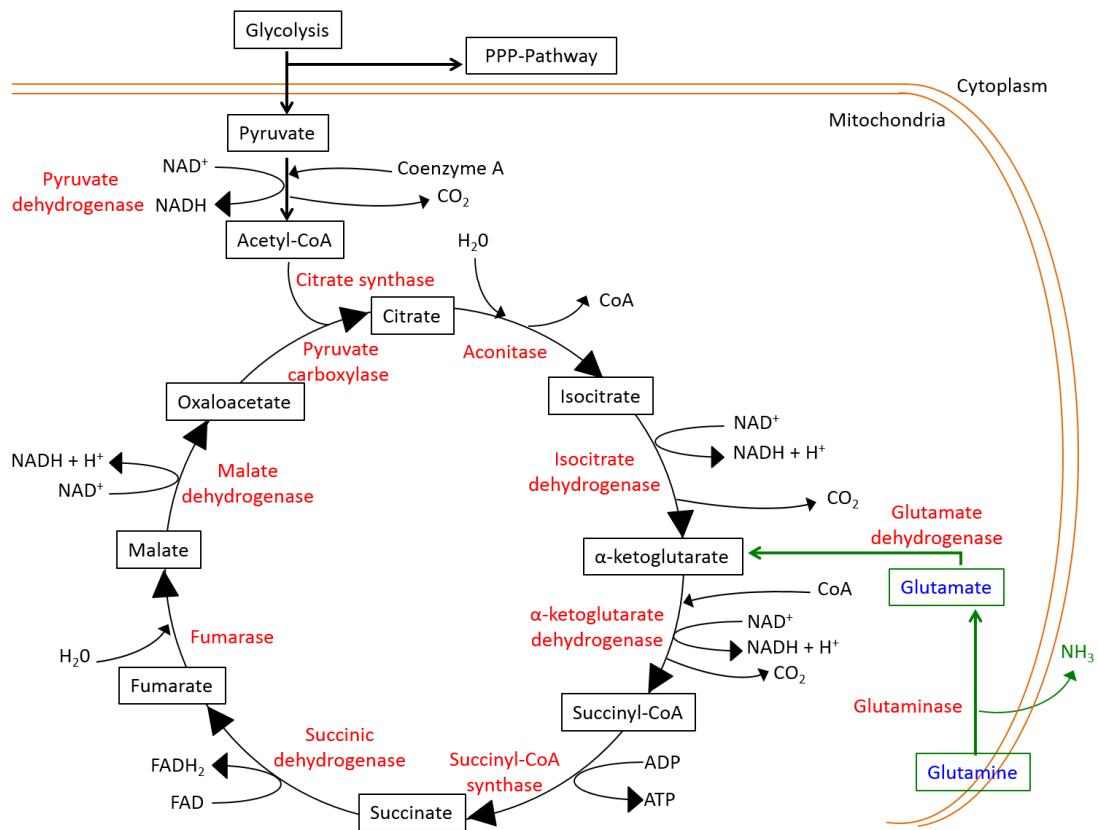 Glycolysis
PPP-Pathway
Cytoplasm
Mitochondria
Pyruvate
NAD⁺
Coenzyme A
Pyruvate
dehydrogenase
NADH
CO₂
Acetyl-CoA
H₂0
Citrate synthase
CoA
Citrate
Pyruvate
carboxylase
Aconitase
Oxaloacetate
Isocitrate
NAD⁺
NADH + H⁺
NADH + H⁺
NAD⁺
Malate
dehydrogenase
Isocitrate
dehydrogenase
CO₂
Glutamate
dehydrogenase
Malate
α-ketoglutarate
Glutamate
CoA
α-ketoglutarate
dehydrogenase
NAD⁺
NADH + H⁺
CO₂
Fumarase
H₂0
NH₃
Fumarate
Succinyl-CoA
Glutaminase
Succinic
dehydrogenase
Succinyl-CoA
synthase
FADH₂
FAD
ADP
ATP
Glutamine
Succinate